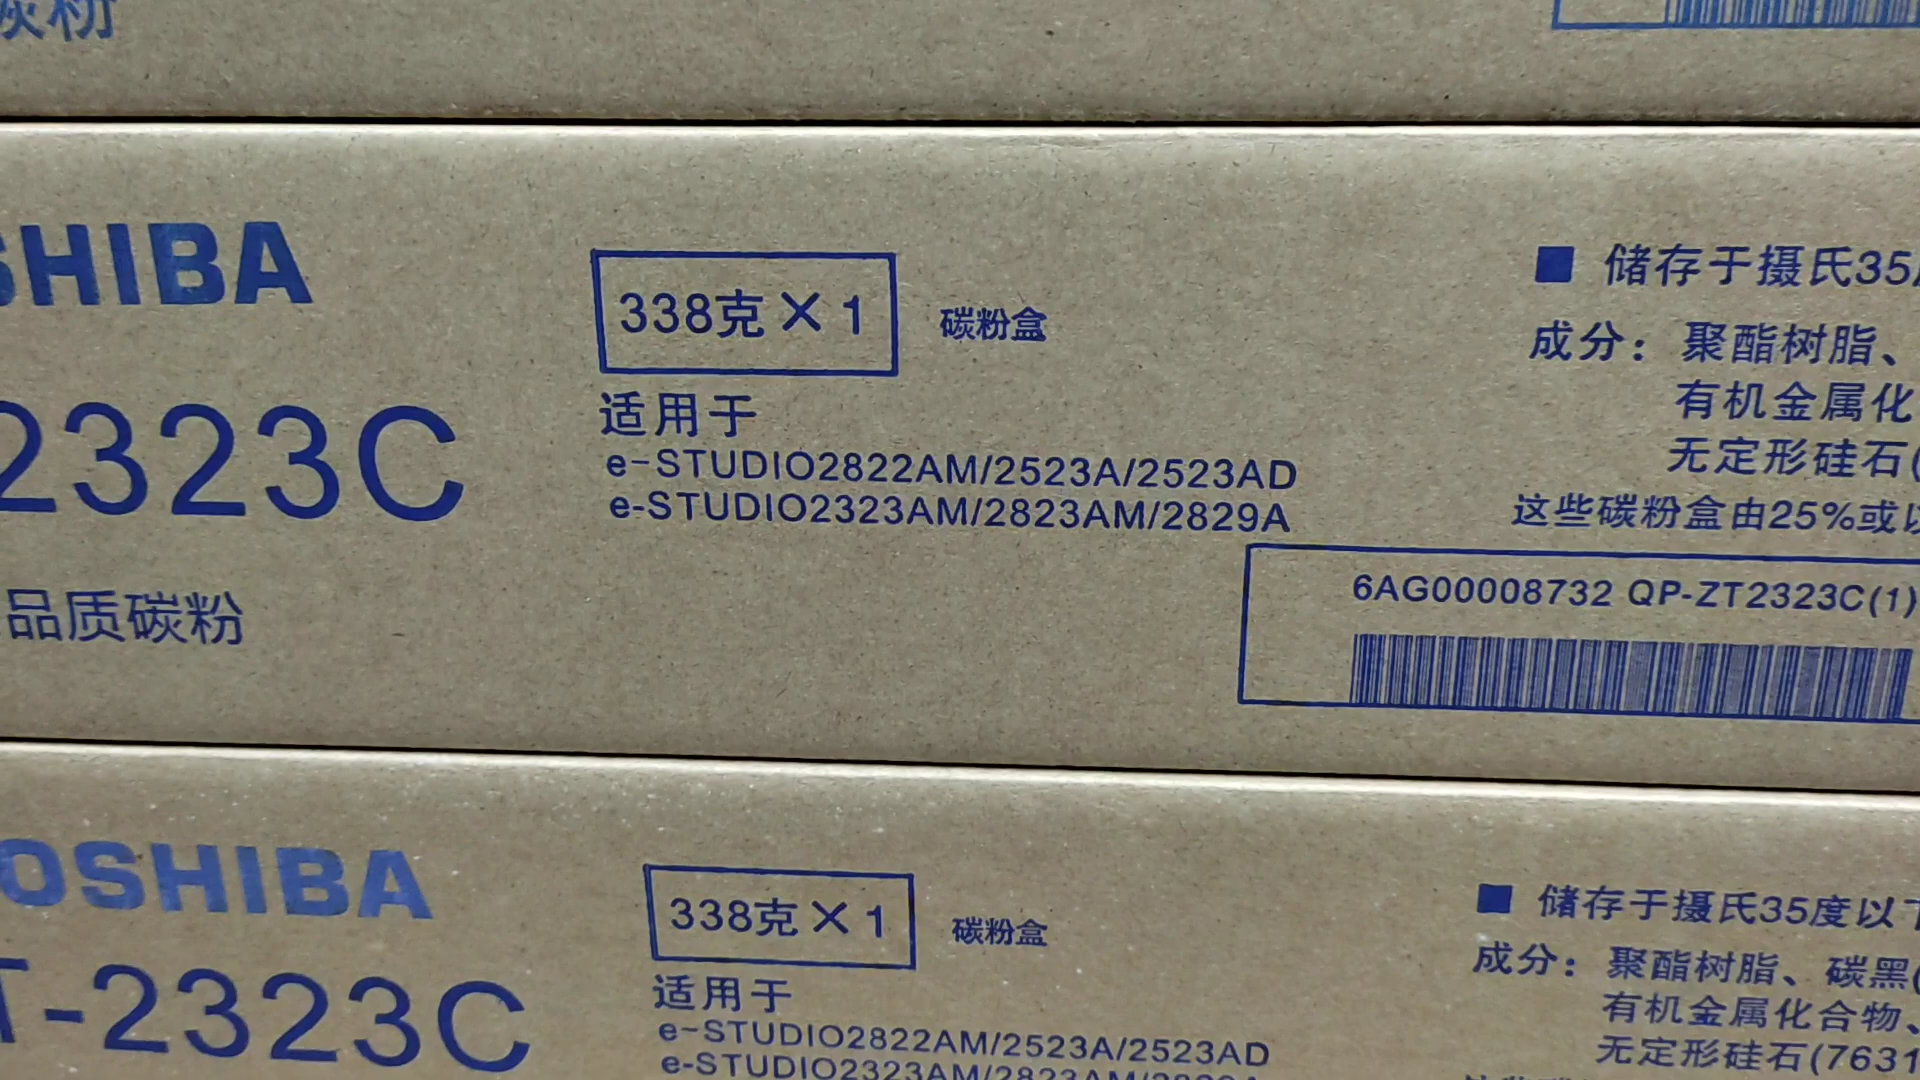 碳粉
SHIBA
2323C
品质碳粉
338克×1 碳粉盒
适用于
e-STUDIO2822AM/2523A/2523AD
e-STUDIO2323AM/2823AM/2829A
■ 储存于摄氏35
成分：聚酯树脂、
有机金属化
无定形硅石(
这些碳粉盒由25%或以
6AG00008732 QP-ZT2323C(1)
OSHIBA
T-2323C
338克×1 碳粉盒
适用于
e-STUDIO2822AM/2523A/2523AD
e-STUDIO2323AM/2823AM/2829A
■ 储存于摄氏35度以下
成分：聚酯树脂、碳黑(
有机金属化合物、
无定形硅石(7631